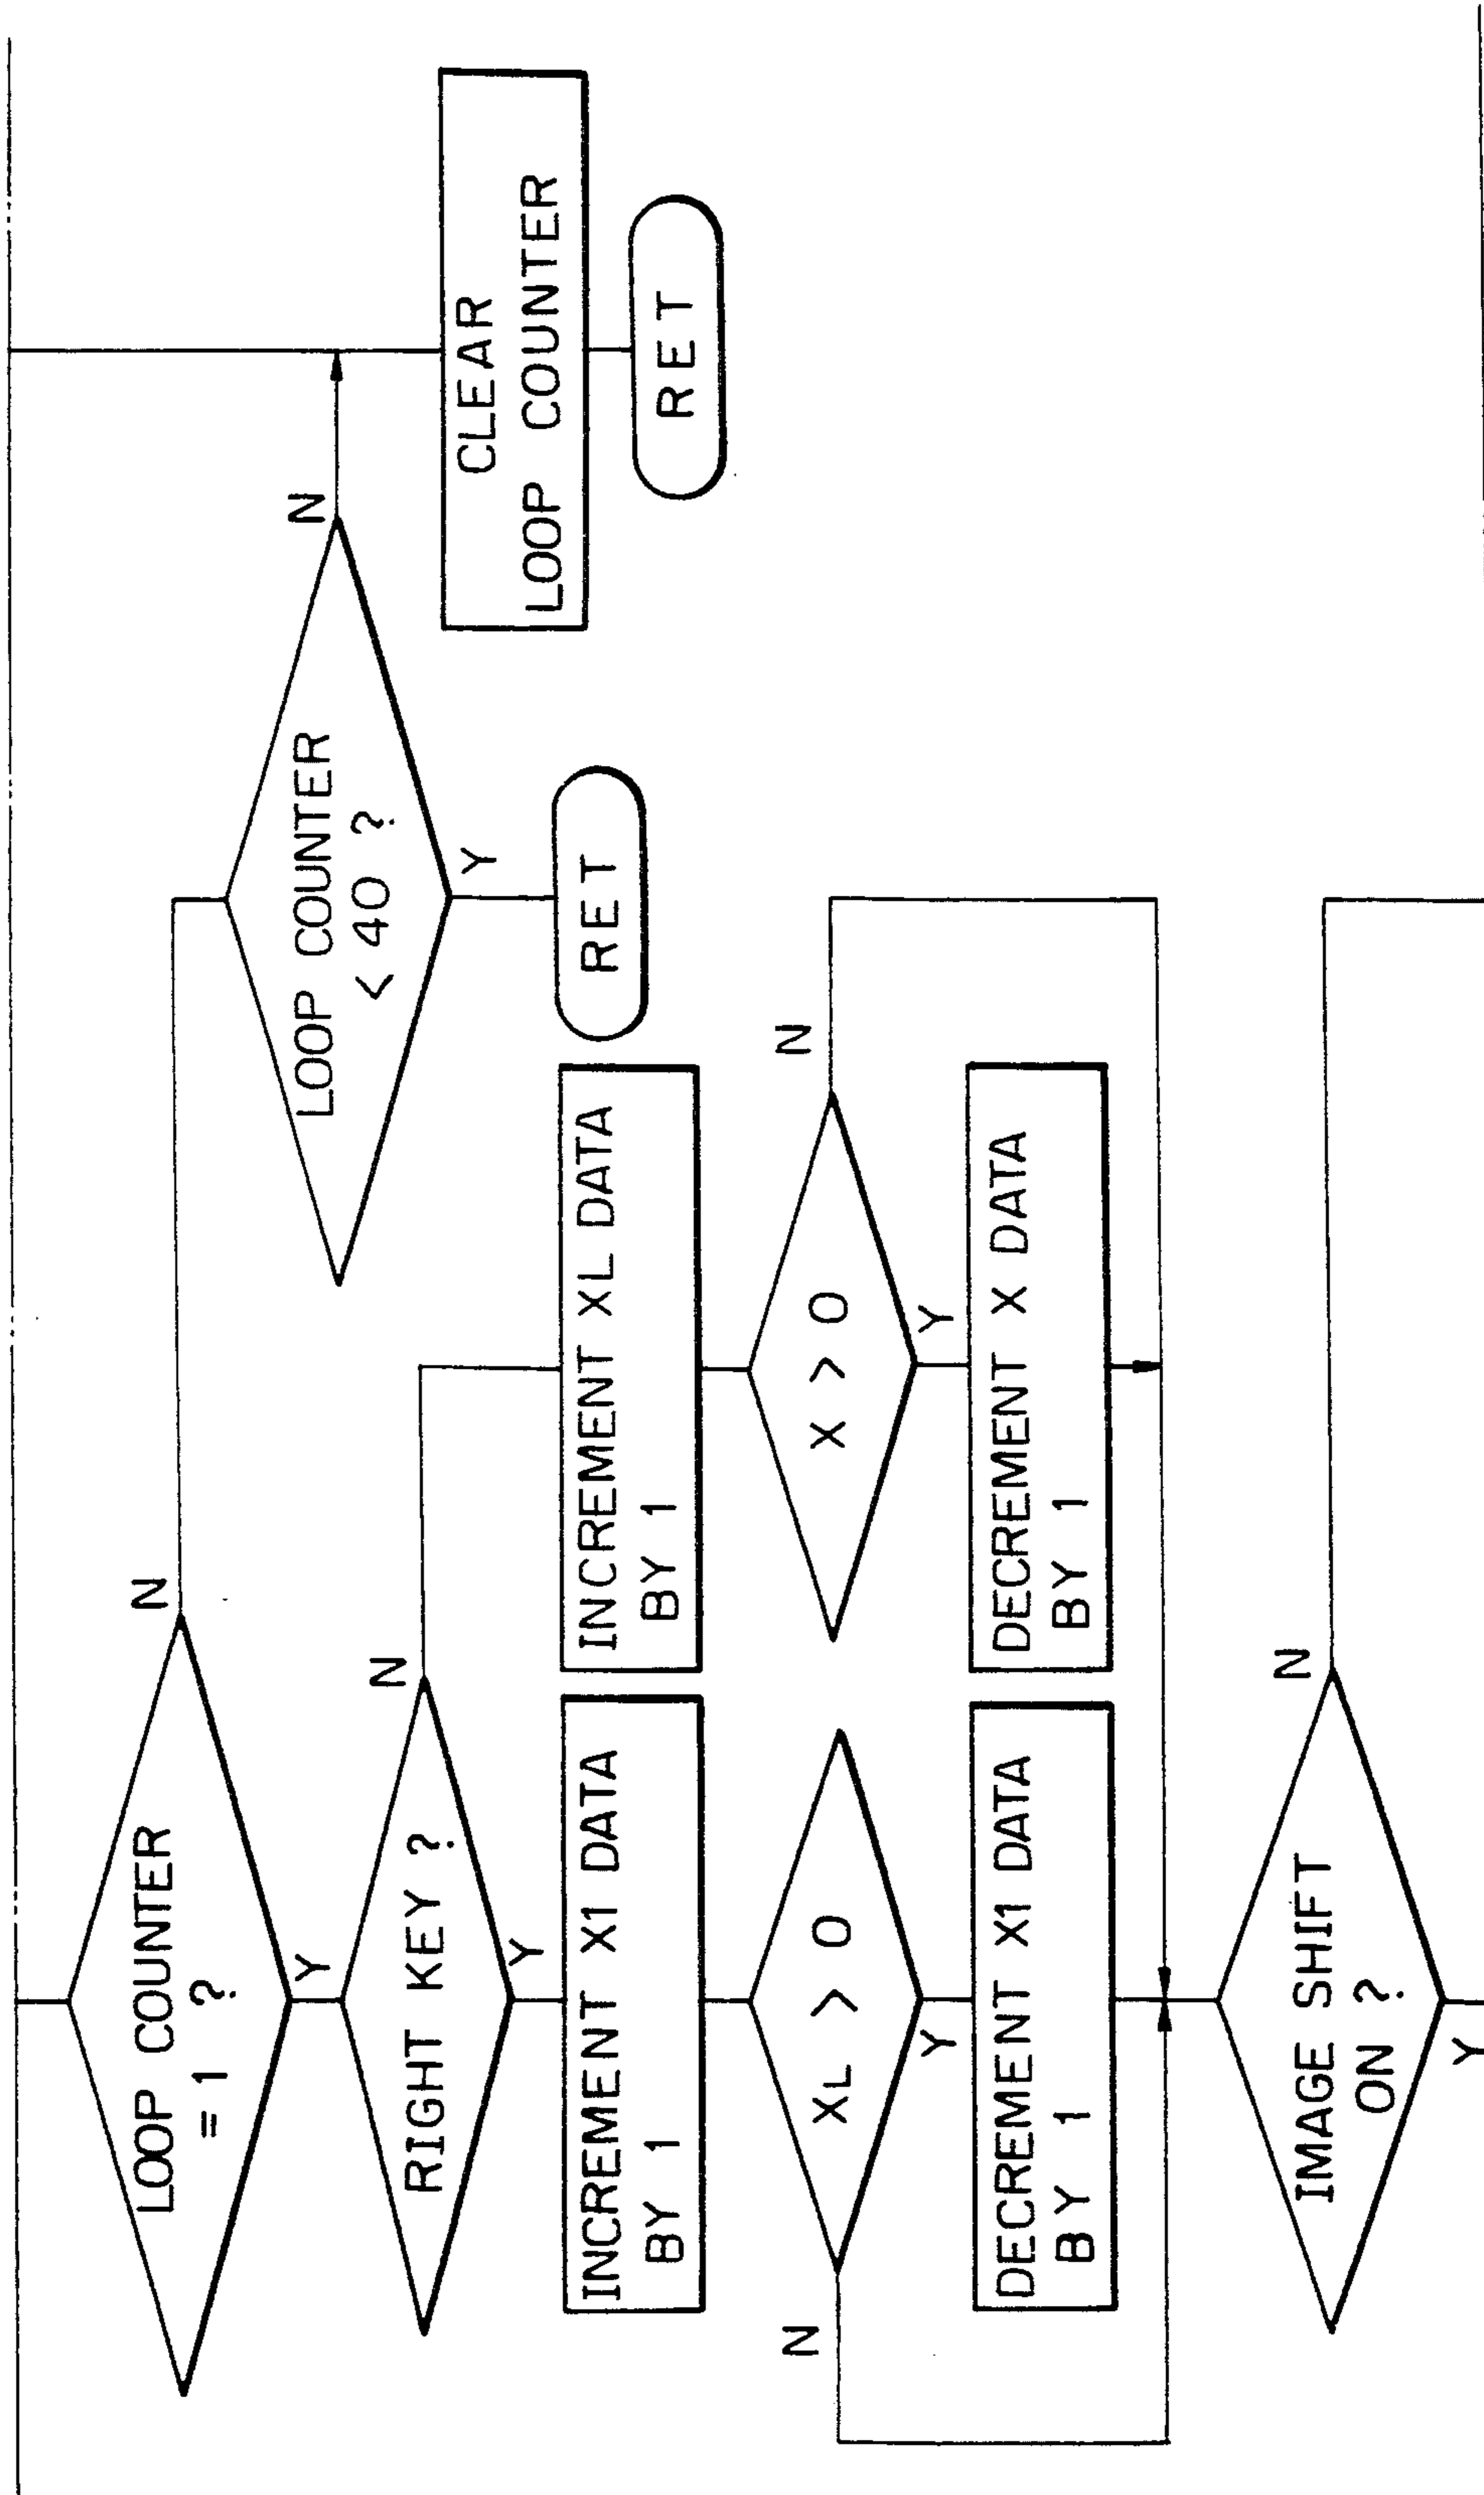 LOOP COUNTER
=1 ?
N
Y
RIGHT KEY ?
N
Y
INCREMENT X1 DATA
BY 1
XL > 0
N
Y
DECREMENT X1 DATA
BY 1
INCREMENT XL DATA
BY 1
X > 0
N
Y
DECREMENT X DATA
BY 1
IMAGE SHIFT
ON ?
N
Y
LOOP COUNTER
< 40 ?
N
Y
RET
CLEAR
LOOP COUNTER
RET